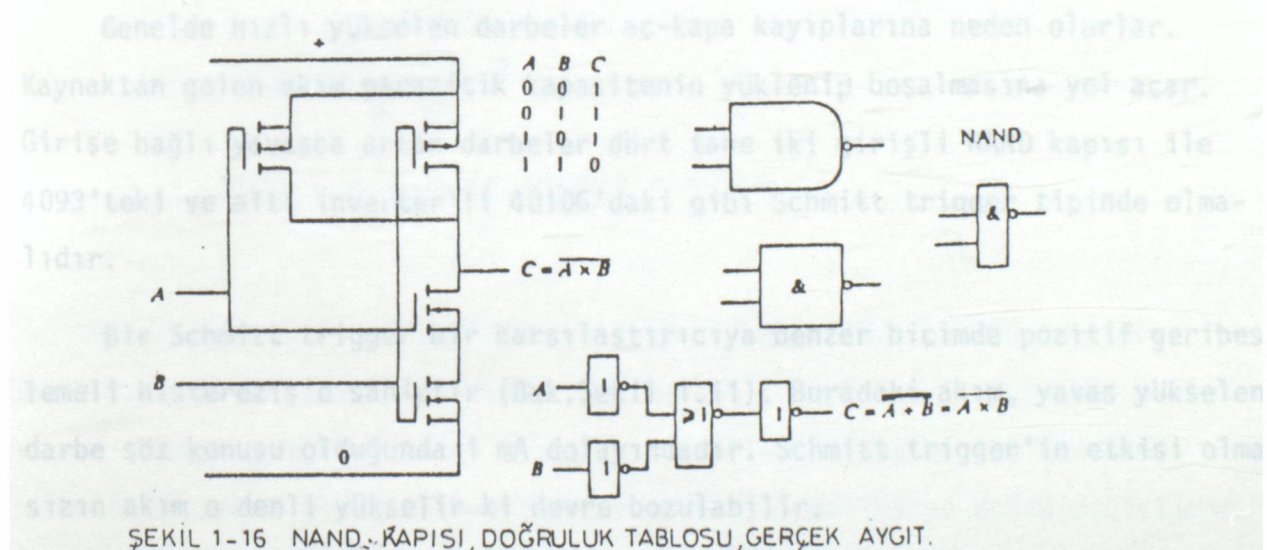 Genelde hızlı yükselen darbeler aç-kapa kayıplarına neden olurlar.
Kaynaktan gelen akım parazitik kapasitenin yüklenip boşalmasına yol açar.
Girişe bağlı yavaşça artan darbeler dört tane iki girişli NAND kapısı ile
4093'teki ve altı inverter'li 40106'daki gibi Schmitt trigger tipinde olma-
lıdır.
Bir Schmitt trigger bir karşılaştırıcıya benzer biçimde pozitif geribes
lemeli histerezis'e sahiptir (Bak.Şekil 1.11). Buradaki akım, yavaş yükselen
darbe söz konusu olduğunda 1 mA dolayındadır. Schmitt trigger'in etkisi olma
sızın akım o denli yükselir ki devre bozulabilir.
+
A B C
0 0 1
0 1 1
1 1 1
1 1 0
NAND
&
C = A × B
&
A
B
0
A
1
≥1
1
C = A + B = A × B
B
1
ŞEKİL 1-16 NAND KAPISI, DOĞRULUK TABLOSU, GERÇEK AYGIT.